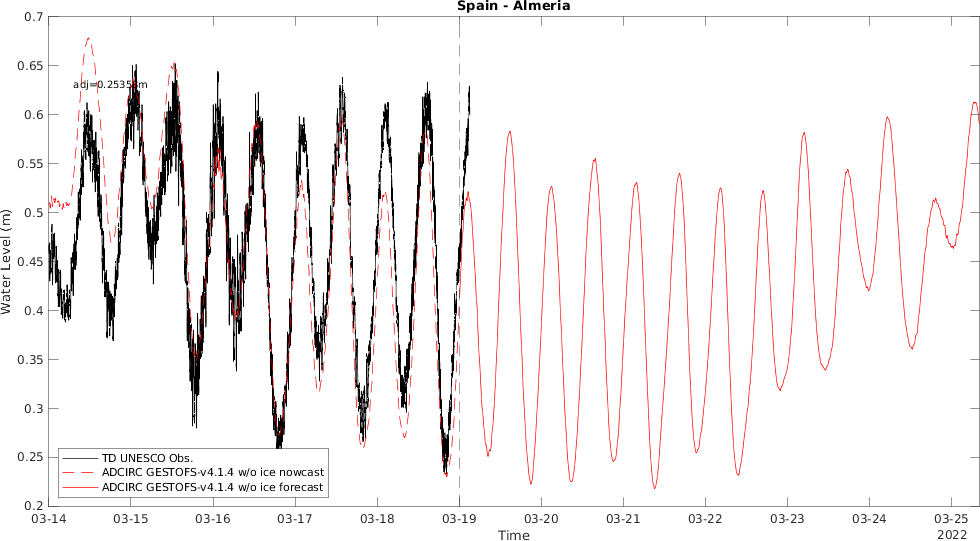 Spain - Almeria
0.7
0.65
adj=0.25355m
0.6
0.55
0.5
0.45
0.4
0.35
0.3
0.25
0.2
Water Level (m)
TD UNESCO Obs.
ADCIRC GESTOFS-v4.1.4 w/o ice nowcast
ADCIRC GESTOFS-v4.1.4 w/o ice forecast
03-14 03-15 03-16 03-17 03-18 03-19 03-20 03-21 03-22 03-23 03-24 03-25
Time
2022